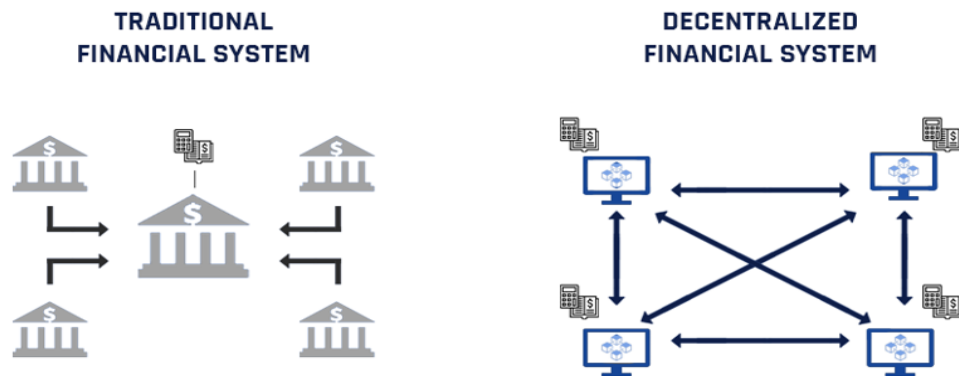 TRADITIONAL
FINANCIAL SYSTEM
DECENTRALIZED
FINANCIAL SYSTEM
$
$
$
$
$
$
$
$
$
$